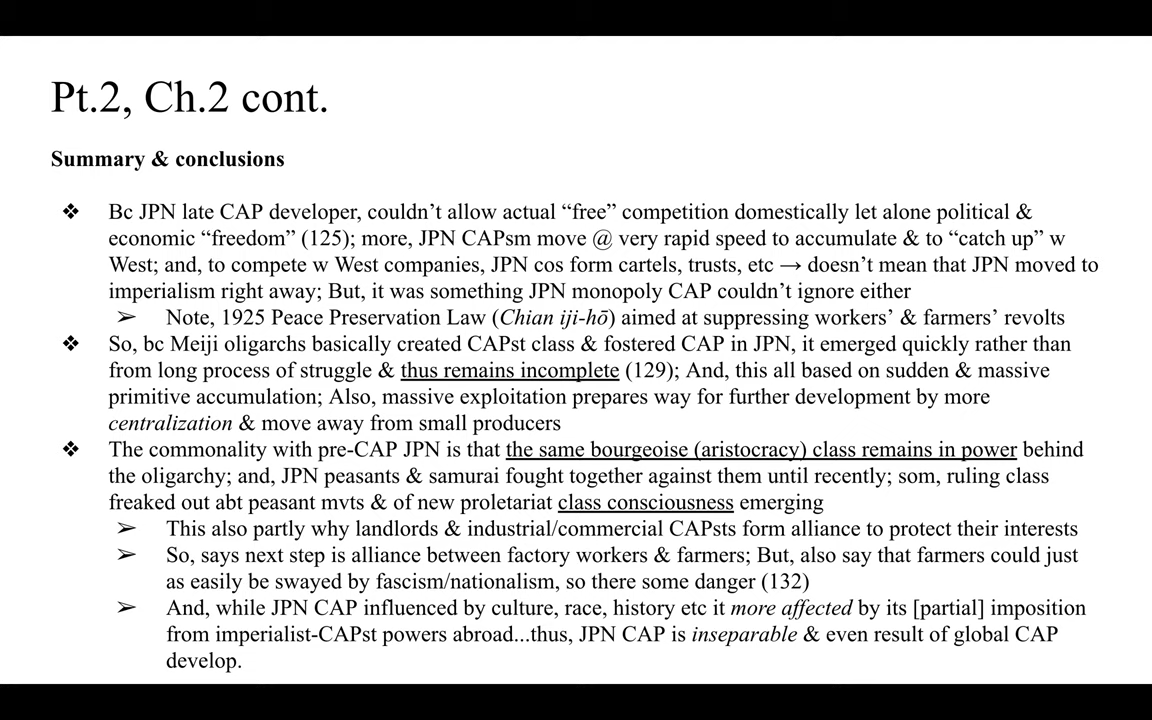 Pt.2, Ch.2 cont.
Summary & conclusions
❖ Bc JPN late CAP developer, couldn’t allow actual “free” competition domestically let alone political &
economic “freedom” (125); more, JPN CAPsm move @ very rapid speed to accumulate & to “catch up” w
West; and, to compete w West companies, JPN cos form cartels, trusts, etc → doesn’t mean that JPN moved to
imperialism right away; But, it was something JPN monopoly CAP couldn’t ignore either
➢ Note, 1925 Peace Preservation Law (Chian iji-hō) aimed at suppressing workers’ & farmers’ revolts
❖ So, bc Meiji oligarchs basically created CAPst class & fostered CAP in JPN, it emerged quickly rather than
from long process of struggle & thus remains incomplete (129); And, this all based on sudden & massive
primitive accumulation; Also, massive exploitation prepares way for further development by more
centralization & move away from small producers
❖ The commonality with pre-CAP JPN is that the same bourgeoise (aristocracy) class remains in power behind
the oligarchy; and, JPN peasants & samurai fought together against them until recently; som, ruling class
freaked out abt peasant mvts & of new proletariat class consciousness emerging
➢ This also partly why landlords & industrial/commercial CAPsts form alliance to protect their interests
➢ So, says next step is alliance between factory workers & farmers; But, also say that farmers could just
as easily be swayed by fascism/nationalism, so there some danger (132)
➢ And, while JPN CAP influenced by culture, race, history etc it more affected by its [partial] imposition
from imperialist-CAPst powers abroad...thus, JPN CAP is inseparable & even result of global CAP
develop.